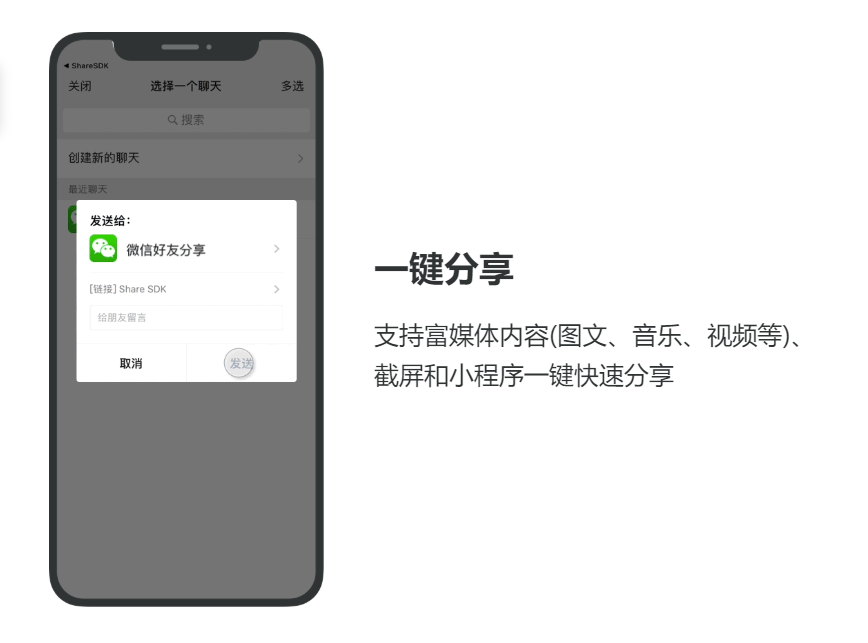 ShareSDK
关闭
选择一个聊天
多选
搜索
创建新的聊天
最近聊天
发送给：
微信好友分享
[链接] Share SDK
给朋友留言
取消
发送
一键分享
支持富媒体内容(图文、音乐、视频等)、
截屏和小程序一键快速分享